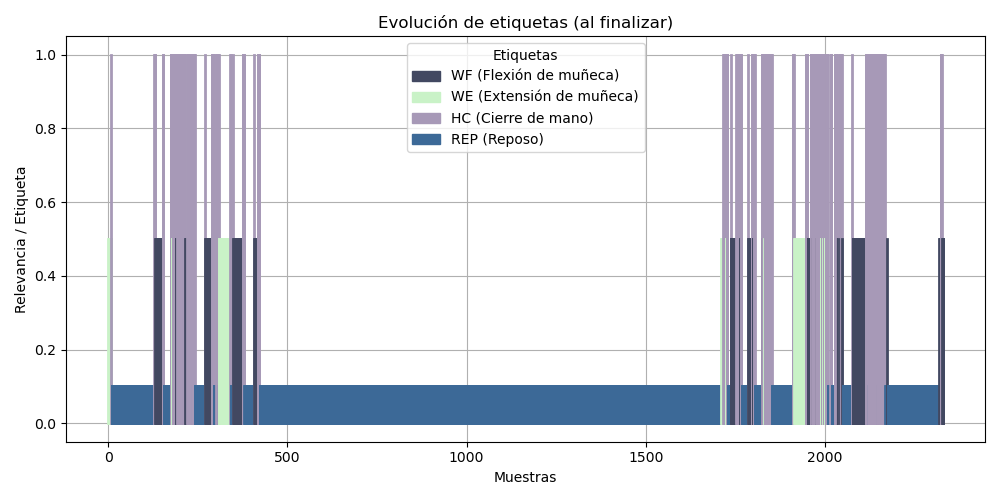 Evolución de etiquetas (al finalizar)
Relevancia / Etiqueta
1.0
0.8
0.6
0.4
0.2
0.0
Etiquetas
WF (Flexión de muñeca)
WE (Extensión de muñeca)
HC (Cierre de mano)
REP (Reposo)
0 500 1000 1500 2000
Muestras